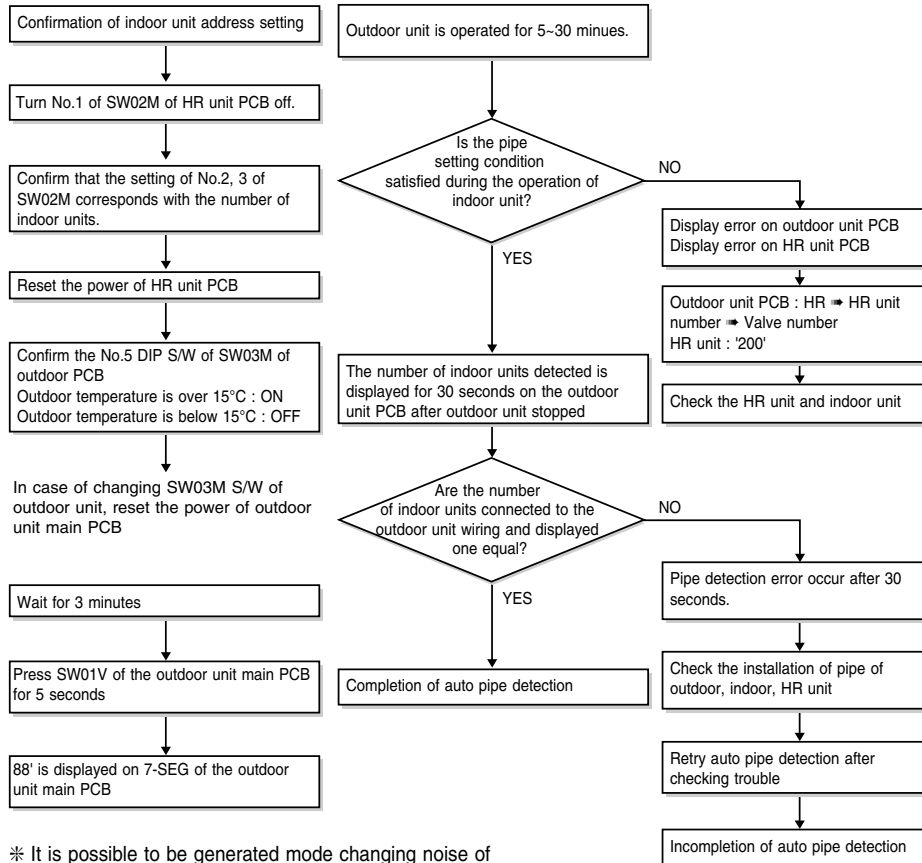 Confirmation of indoor unit address setting
Turn No.1 of SW02M of HR unit PCB off.
Confirm that the setting of No.2, 3 of
SW02M corresponds with the number of
indoor units.
Reset the power of HR unit PCB
Confirm the No.5 DIP S/W of SW03M of
outdoor PCB
Outdoor temperature is over 15°C : ON
Outdoor temperature is below 15°C : OFF
In case of changing SW03M S/W of
outdoor unit, reset the power of outdoor
unit main PCB
Wait for 3 minutes
Press SW01V of the outdoor unit main PCB
for 5 seconds
88' is displayed on 7-SEG of the outdoor
unit main PCB
❈ It is possible to be generated mode changing noise of
Outdoor unit is operated for 5~30 minues.
Is the pipe
setting condition
satisfied during the operation of
indoor unit?
NO
YES
The number of indoor units detected is
displayed for 30 seconds on the outdoor
unit PCB after outdoor unit stopped
Are the number
of indoor units connected to the
outdoor unit wiring and displayed
one equal?
NO
YES
Completion of auto pipe detection
Display error on outdoor unit PCB
Display error on HR unit PCB
Outdoor unit PCB : HR ➠ HR unit
number ➠ Valve number
HR unit : '200'
Check the HR unit and indoor unit
Pipe detection error occur after 30
seconds.
Check the installation of pipe of
outdoor, indoor, HR unit
Retry auto pipe detection after
checking trouble
Incompletion of auto pipe detection